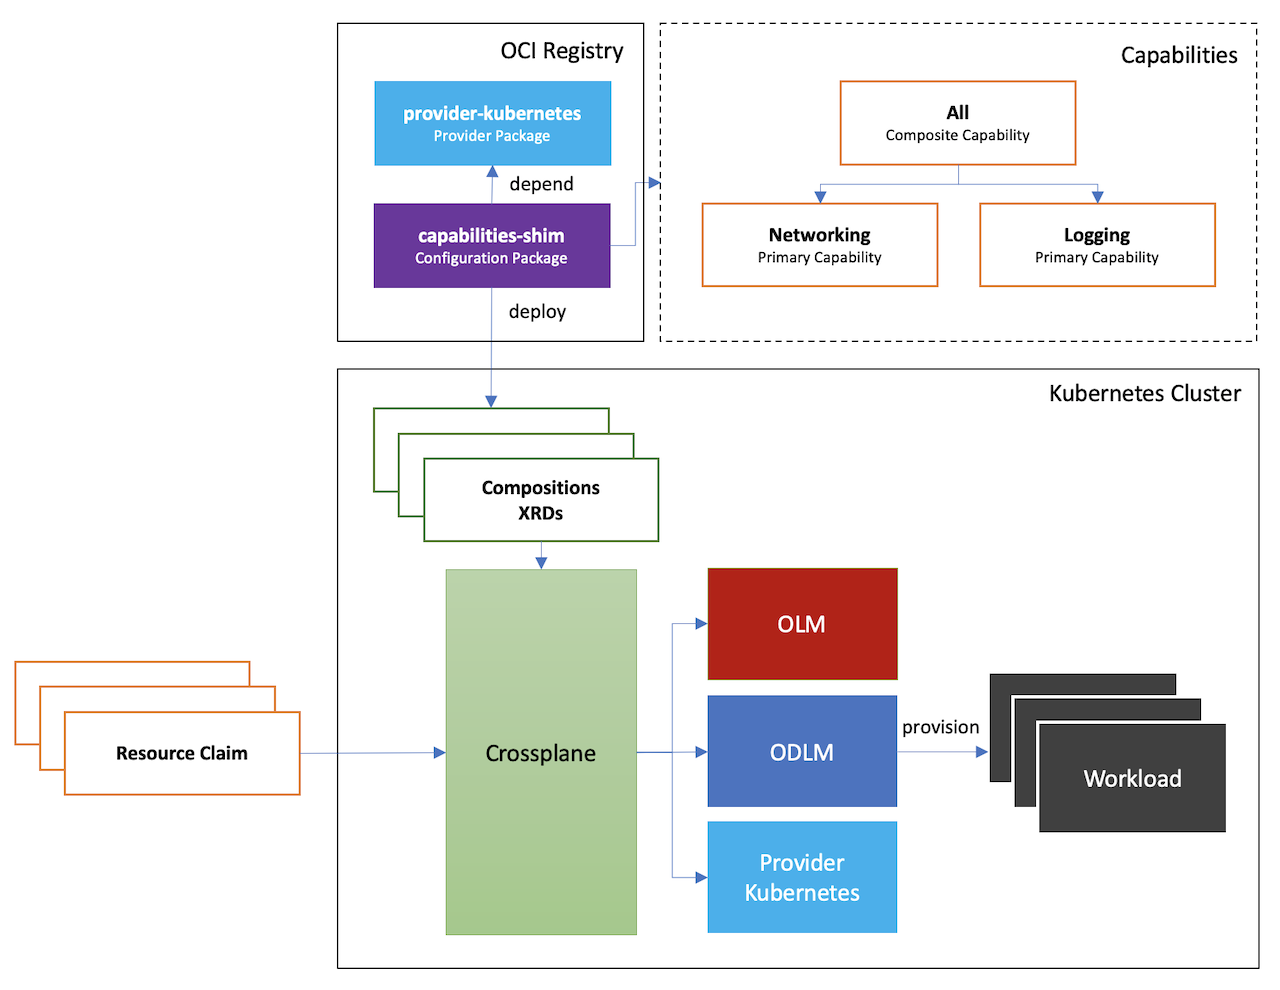 OCI Registry
provider-kubernetes
Provider Package
depend
capabilities-shim
Configuration Package
deploy
Capabilities
All
Composite Capability
Networking
Primary Capability
Logging
Primary Capability
Kubernetes Cluster
Compositions
XRDs
Resource Claim
Crossplane
OLM
ODLM
Provider
Kubernetes
provision
Workload